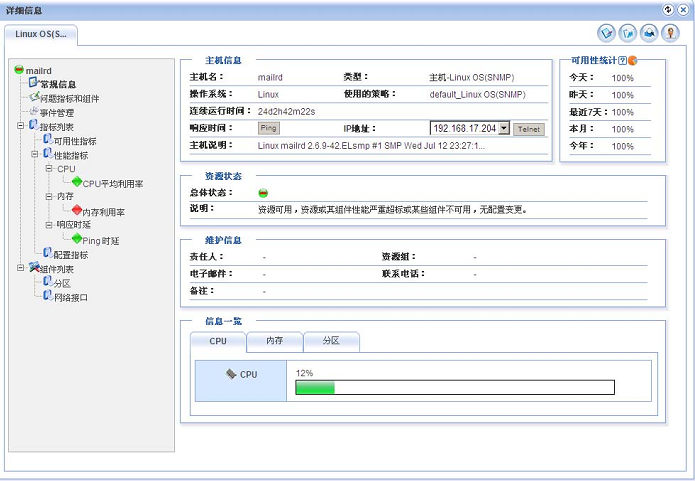 详细信息
Linux OS(S...
mailrd
常规信息
问题指标和组件
事件管理
指标列表
可用性指标
性能指标
CPU
CPU平均利用率
内存
内存利用率
响应时延
Ping 时延
配置指标
组件列表
分区
网络接口
主机信息
主机名： mailrd 类型： 主机-Linux OS(SNMP)
操作系统： Linux 使用的策略： default_Linux OS(SNMP)
连续运行时间： 24d2h42m22s
响应时间： Ping IP地址： 192.168.17.204 Telnet
主机说明： Linux mailrd 2.6.9-42.ELsmp #1 SMP Wed Jul 12 23:27:1...
可用性统计
今天： 100%
昨天： 100%
最近7天： 100%
本月： 100%
今年： 100%
资源状态
总体状态：
说明： 资源可用，资源或其组件性能严重超标或某些组件不可用，无配置变更。
维护信息
责任人： - 资源组： -
电子邮件： - 联系电话： -
备注： -
信息一览
CPU 内存 分区
CPU 12%